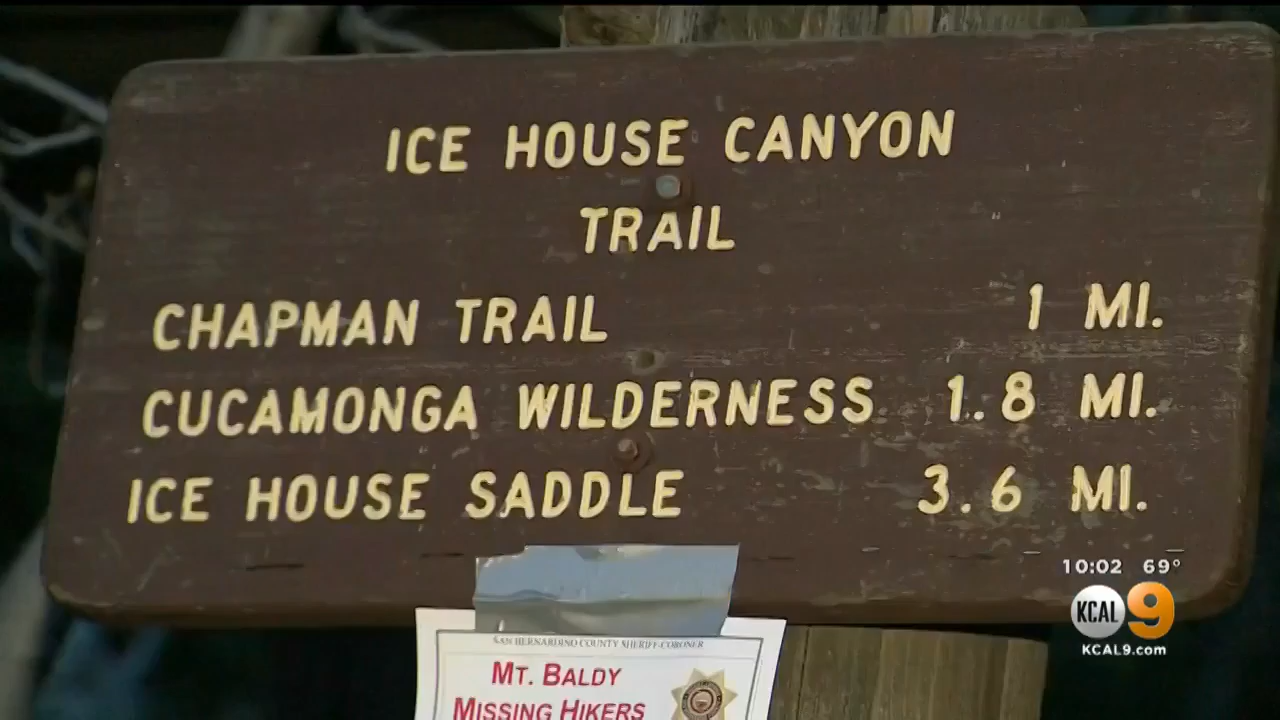 ICE HOUSE CANYON
TRAIL
CHAPMAN TRAIL 1 MI.
CUCAMONGA WILDERNESS 1.8 MI.
ICE HOUSE SADDLE 3.6 MI.
10:02 69°
KCAL 9
KCAL9.com
SAN BERNARDINO COUNTY SHERIFF-CORONER
MT. BALDY
MISSING HIKERS